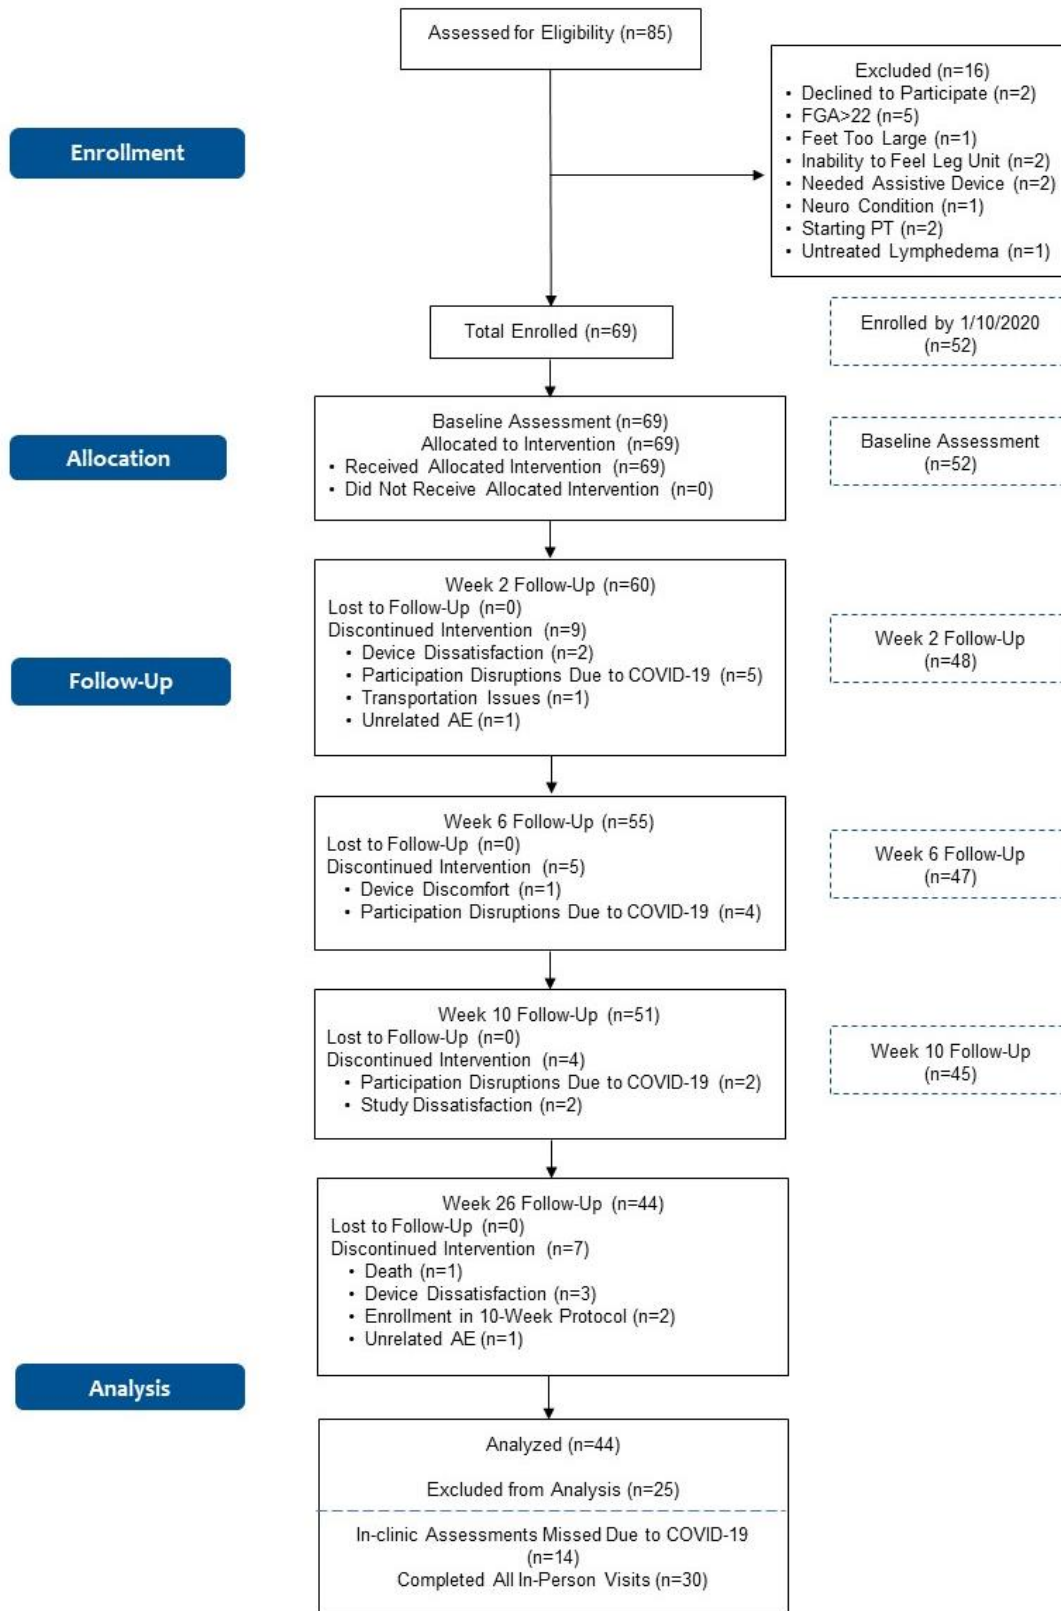 Assessed for Eligibility (n=85)
Excluded (n=16)
• Declined to Participate (n=2)
• FGA>22 (n=5)
• Feet Too Large (n=1)
• Inability to Feel Leg Unit (n=2)
• Needed Assistive Device (n=2)
• Neuro Condition (n=1)
• Starting PT (n=2)
• Untreated Lymphedema (n=1)
Enrollment
Total Enrolled (n=69)
Enrolled by 1/10/2020
(n=52)
Allocation
Baseline Assessment (n=69)
Allocated to Intervention (n=69)
• Received Allocated Intervention (n=69)
• Did Not Receive Allocated Intervention (n=0)
Baseline Assessment
(n=52)
Follow-Up
Week 2 Follow-Up (n=60)
Lost to Follow-Up (n=0)
Discontinued Intervention (n=9)
• Device Dissatisfaction (n=2)
• Participation Disruptions Due to COVID-19 (n=5)
• Transportation Issues (n=1)
• Unrelated AE (n=1)
Week 2 Follow-Up
(n=48)
Week 6 Follow-Up (n=55)
Lost to Follow-Up (n=0)
Discontinued Intervention (n=5)
• Device Discomfort (n=1)
• Participation Disruptions Due to COVID-19 (n=4)
Week 6 Follow-Up
(n=47)
Week 10 Follow-Up (n=51)
Lost to Follow-Up (n=0)
Discontinued Intervention (n=4)
• Participation Disruptions Due to COVID-19 (n=2)
• Study Dissatisfaction (n=2)
Week 10 Follow-Up
(n=45)
Week 26 Follow-Up (n=44)
Lost to Follow-Up (n=0)
Discontinued Intervention (n=7)
• Death (n=1)
• Device Dissatisfaction (n=3)
• Enrollment in 10-Week Protocol (n=2)
• Unrelated AE (n=1)
Analysis
Analyzed (n=44)
Excluded from Analysis (n=25)
In-clinic Assessments Missed Due to COVID-19
(n=14)
Completed All In-Person Visits (n=30)